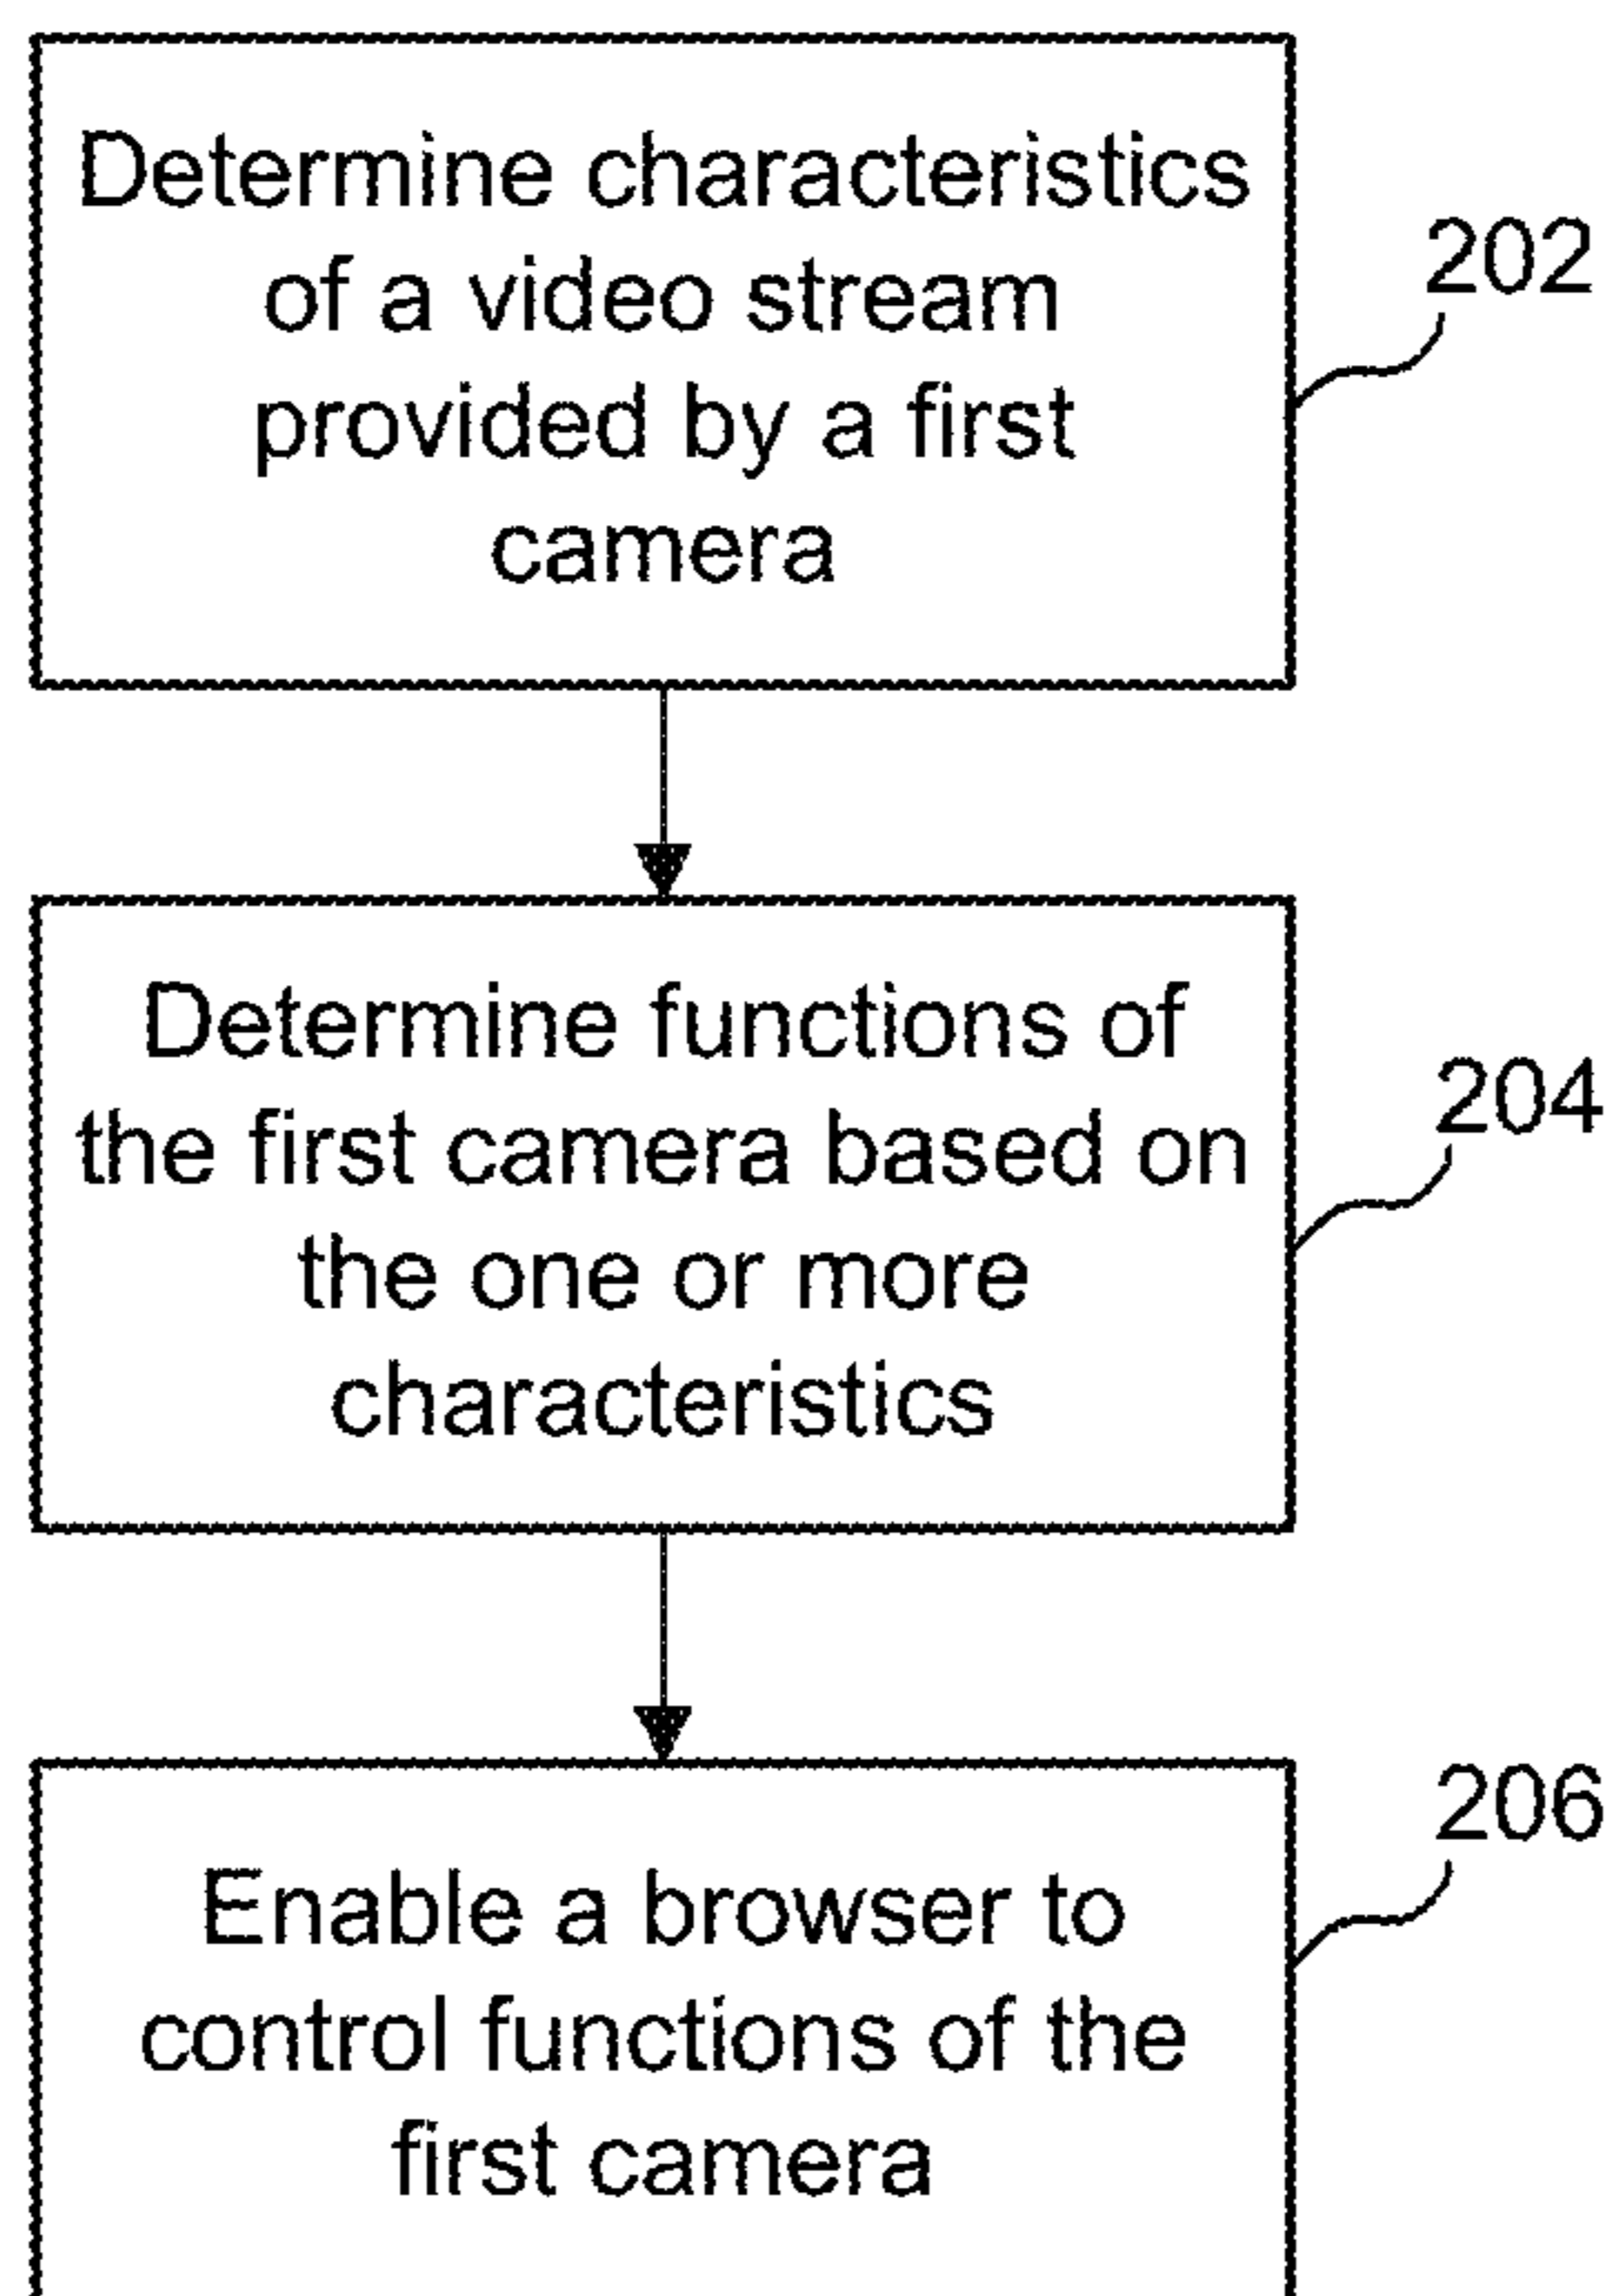 Determine characteristics
of a video stream
provided by a first
camera
202
Determine functions of
the first camera based on
the one or more
characteristics
204
Enable a browser to
control functions of the
first camera
206